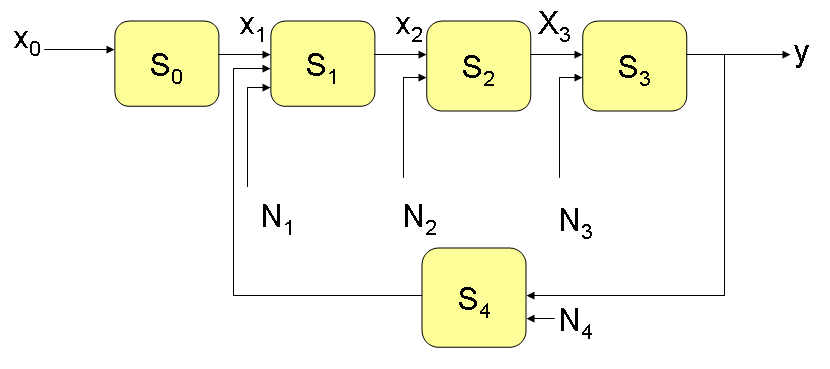 x₀
S₀
x₁
S₁
x₂
S₂
X₃
S₃
y
N₁
N₂
N₃
S₄
N₄